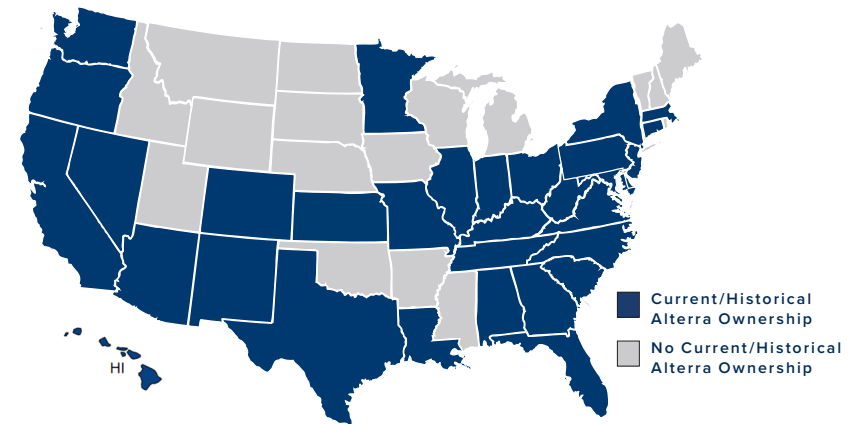 Current/Historical
Alterra Ownership
No Current/Historical
Alterra Ownership
HI